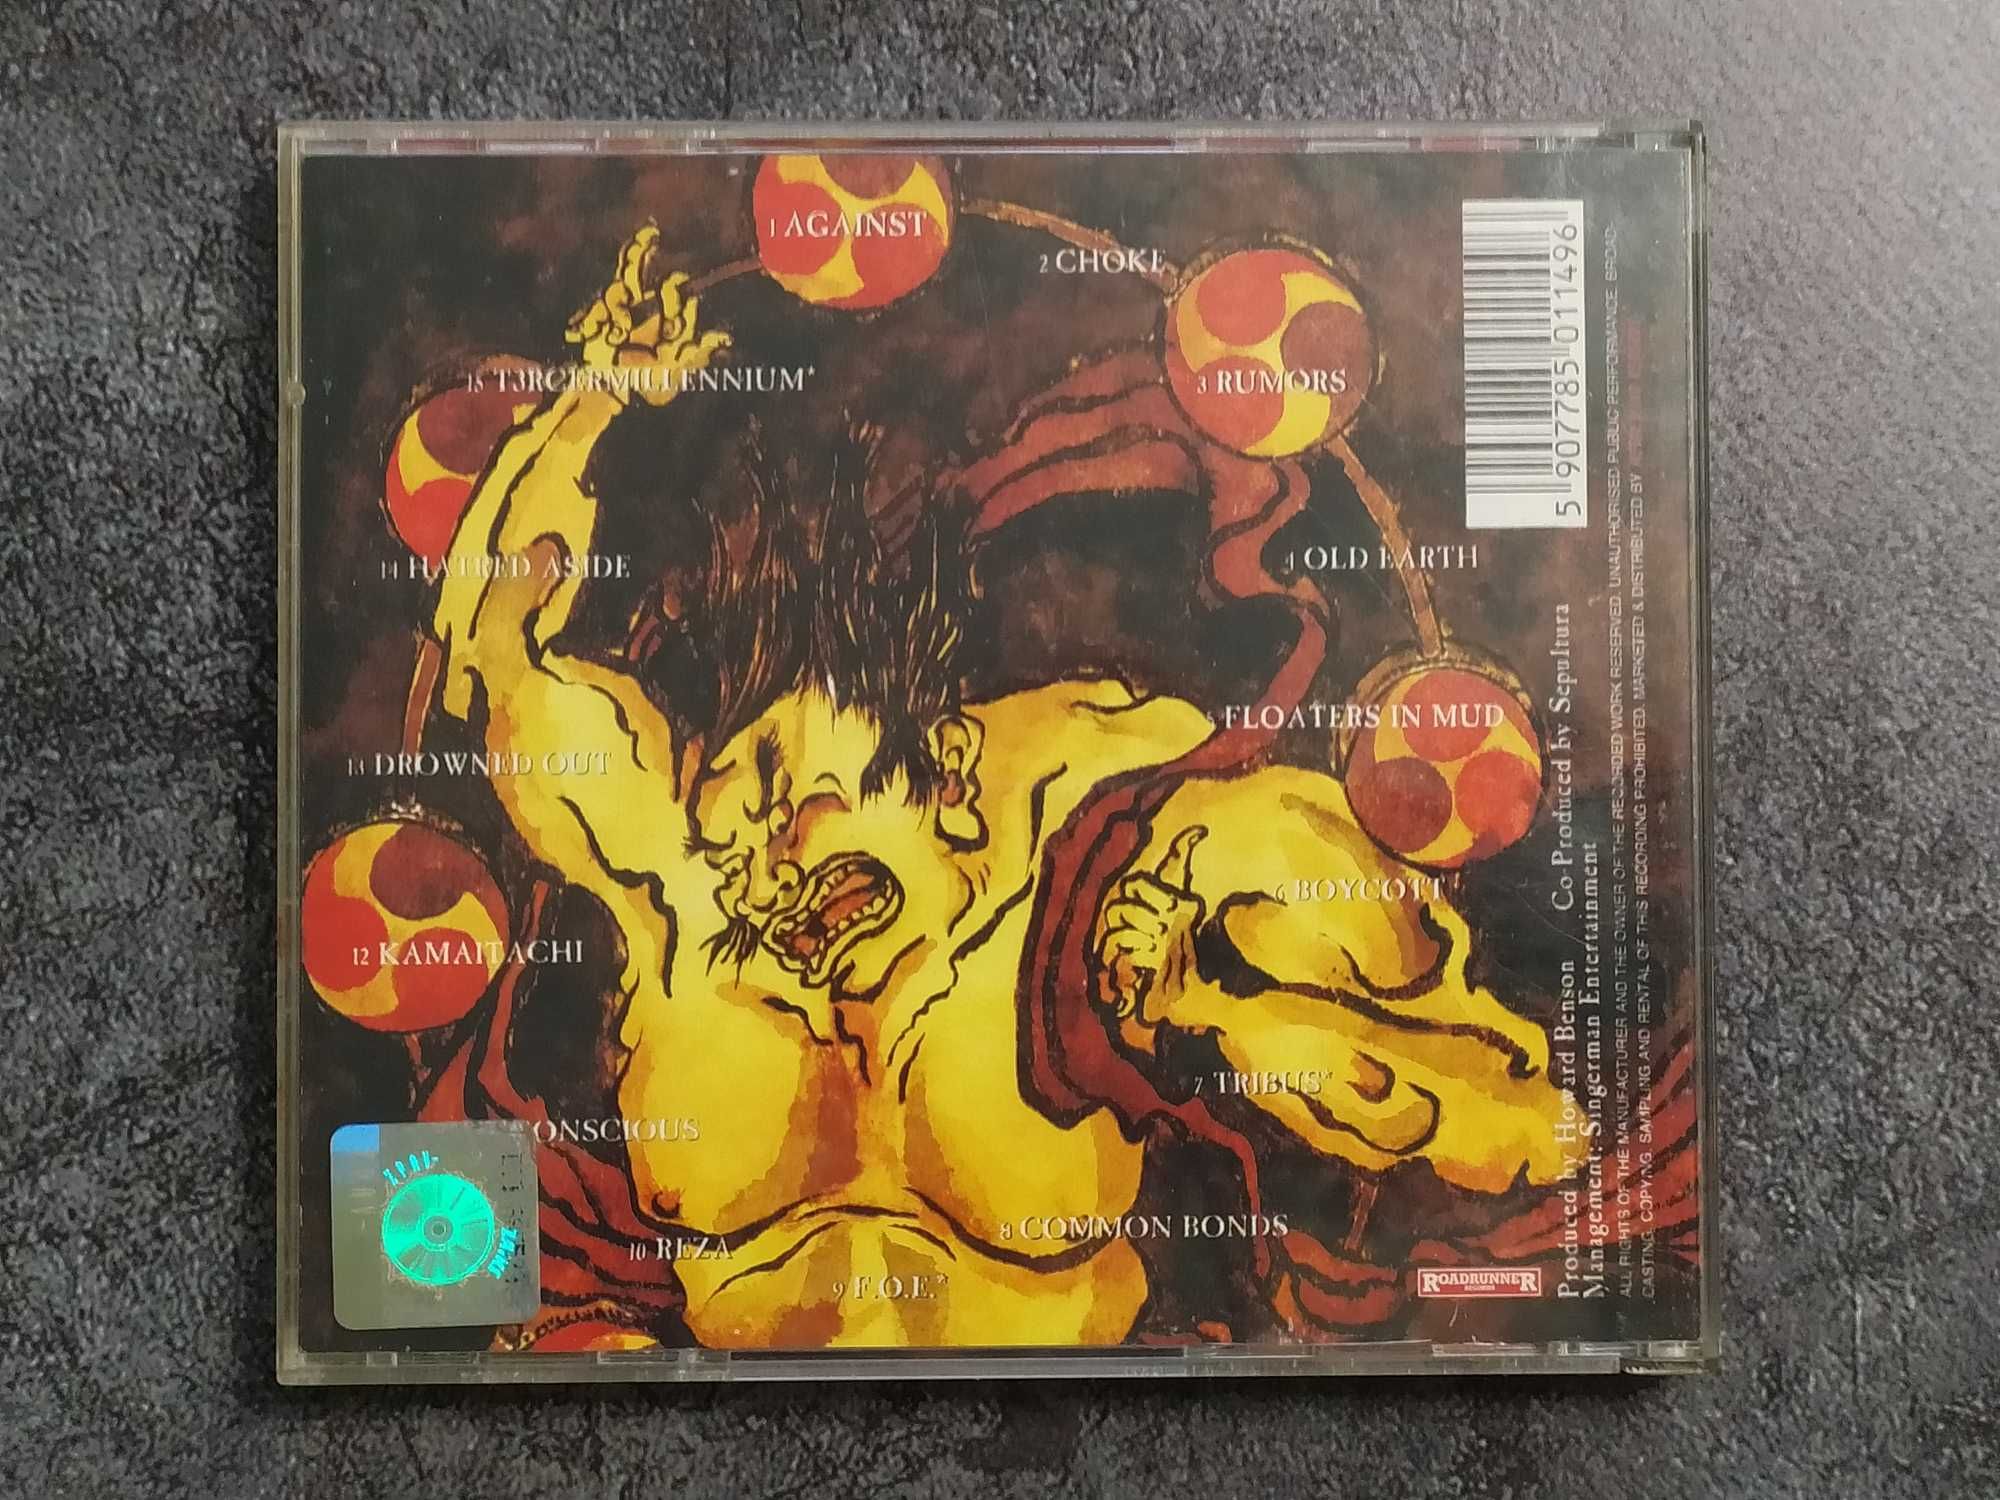 1 AGAINST
2 CHOKE
3 RUMORS
4 OLD EARTH
5 FLOATERS IN MUD
6 BOYCOTT
7 TRIBUS*
8 COMMON BONDS
9 F.O.E.*
10 REZA
CONSCIOUS
12 KAMAITACHI
13 DROWNED OUT
14 HATRED ASIDE
15 T3RCERMILLENNIUM*
5 907785 011496
Produced by Howard Benson Co-Produced by Sepultura
Management: Singerman Entertainment
ALL RIGHTS OF THE MANUFACTURER AND THE OWNER OF THE RECORDED WORK RESERVED. UNAUTHORISED PUBLIC PERFORMANCE, BROAD-
CASTING, COPYING, SAMPLING AND RENTAL OF THIS RECORDING PROHIBITED. MARKETED & DISTRIBUTED BY
ROADRUNNER
RECORDS
ZPAV